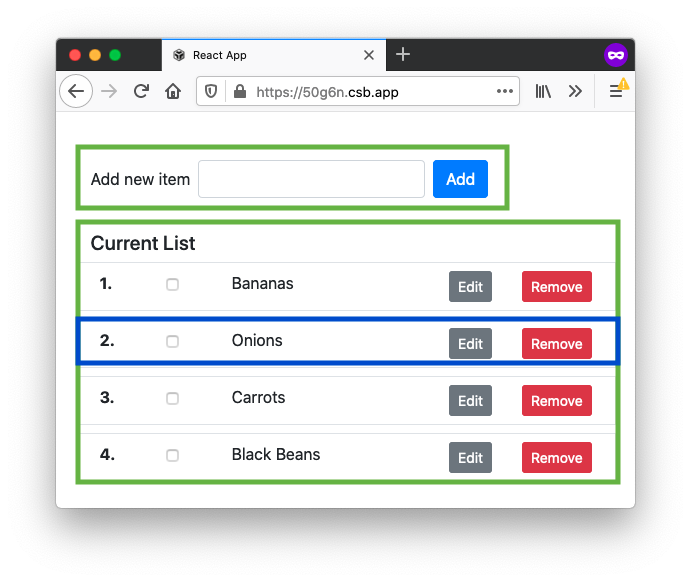 React App
https://50g6n.csb.app
Add new item Add
Current List
1. Bananas Edit Remove
2. Onions Edit Remove
3. Carrots Edit Remove
4. Black Beans Edit Remove